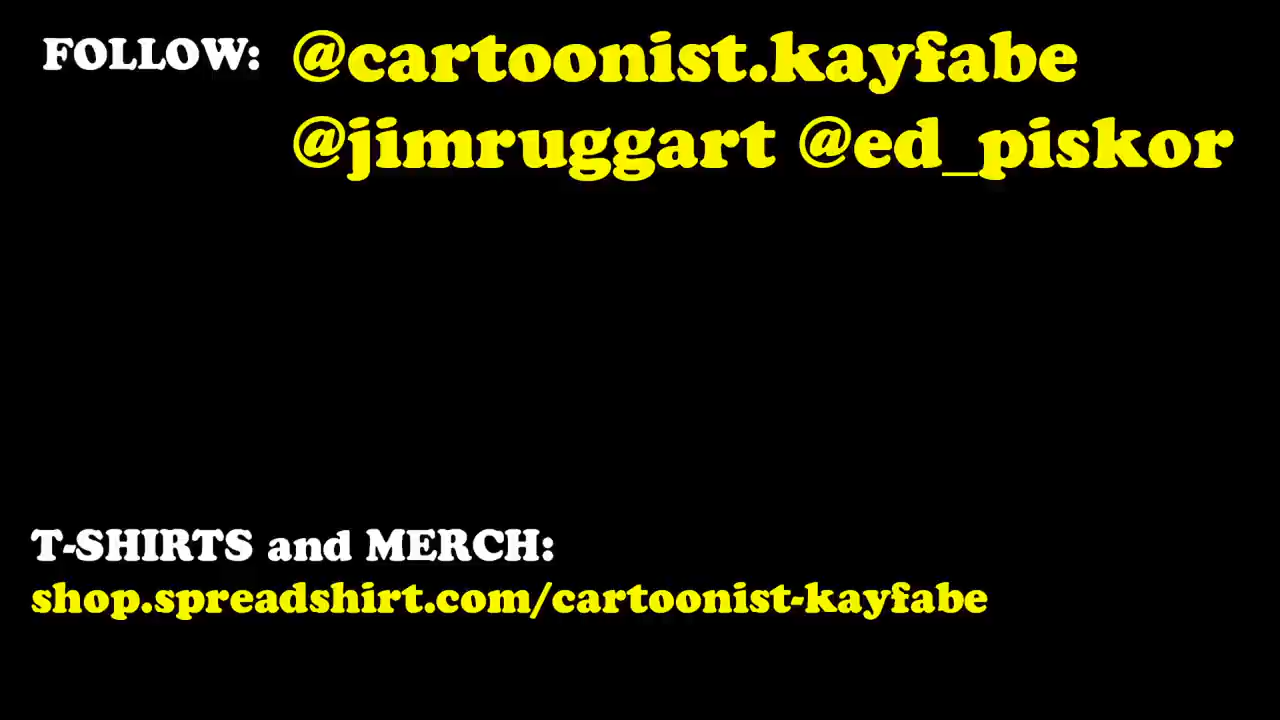 FOLLOW: @cartoonist.kayfabe
@jimruggart @ed_piskor
T-SHIRTS and MERCH:
shop.spreadshirt.com/cartoonist-kayfabe